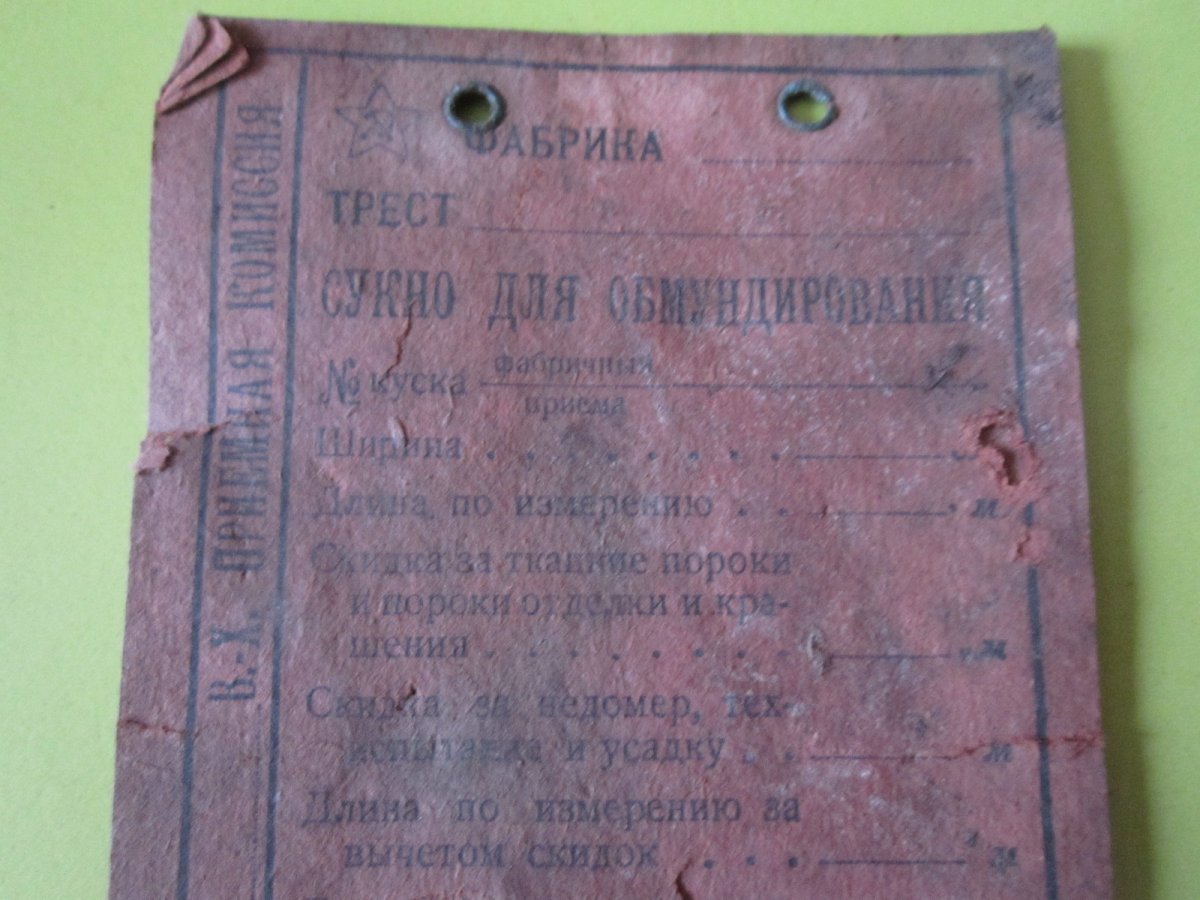 В.-Х. ПРИЕМНАЯ КОМИССИЯ
ФАБРИКА
ТРЕСТ
СУКНО ДЛЯ ОБМУНДИРОВАНИЯ
№ куска фабричный
приема
Ширина . . . . . . . .
Длина по измерению . . . м
Скидка за ткацкие пороки
и пороки отделки и кра-
шения . . . . . . . . м
Скидка за недомер, тех-
испытания и усадку . . м
Длина по измерению за
вычетом скидок . . . м